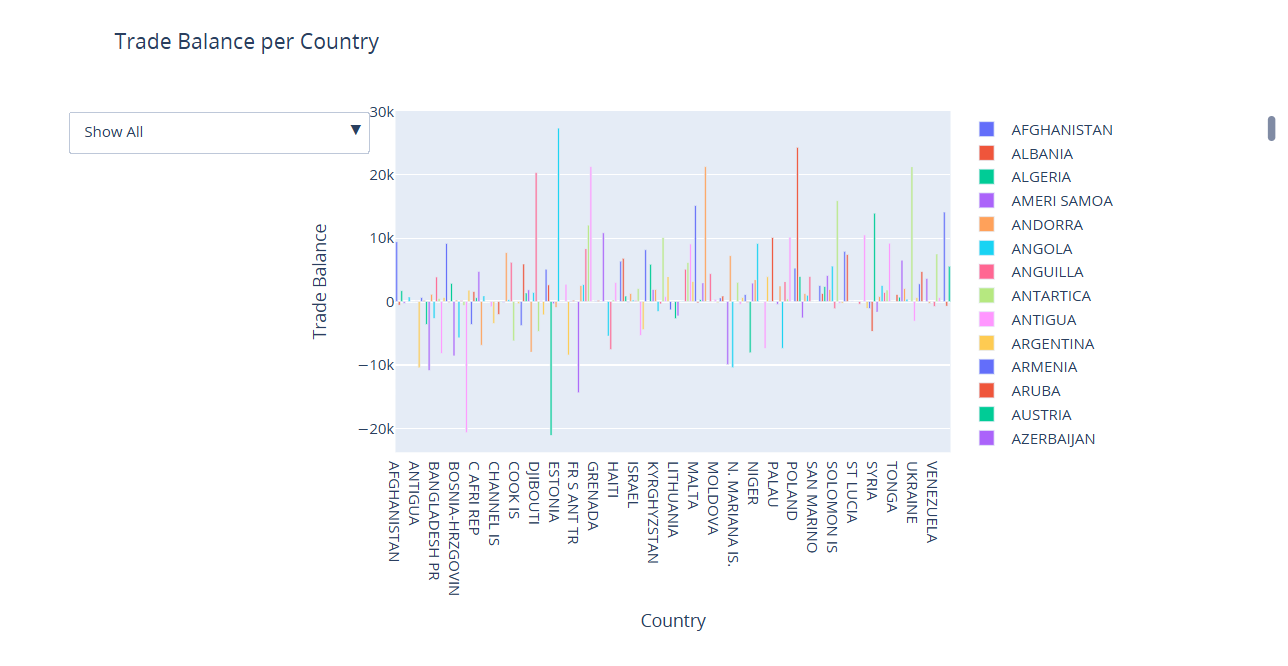 Trade Balance per Country
Show All
▼
Trade Balance
30k
20k
10k
0
−10k
−20k
AFGHANISTAN
ANTIGUA
BANGLADESH PR
BOSNIA-HRZGOVIN
C AFRI REP
CHANNEL IS
COOK IS
DJIBOUTI
ESTONIA
FR S ANT TR
GRENADA
HAITI
ISRAEL
KYRGHYZSTAN
LITHUANIA
MALTA
MOLDOVA
N. MARIANA IS.
NIGER
PALAU
POLAND
SAN MARINO
SOLOMON IS
ST LUCIA
SYRIA
TONGA
UKRAINE
VENEZUELA
Country
AFGHANISTAN
ALBANIA
ALGERIA
AMERI SAMOA
ANDORRA
ANGOLA
ANGUILLA
ANTARTICA
ANTIGUA
ARGENTINA
ARMENIA
ARUBA
AUSTRIA
AZERBAIJAN